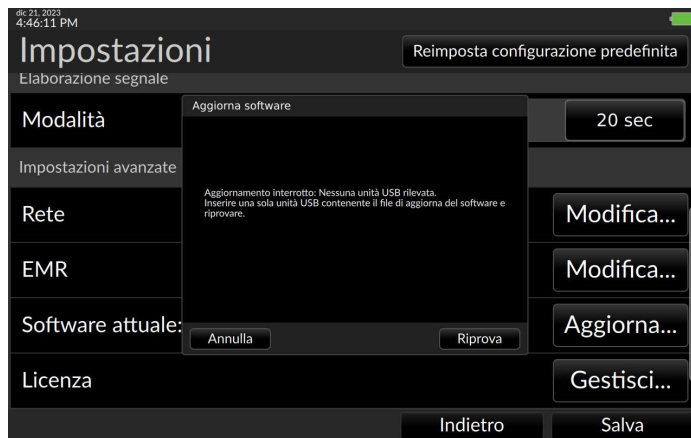 dic 21, 2023
4:46:11 PM
Impostazioni
Reimposta configurazione predefinita
Elaborazione segnale
Modalità
20 sec
Impostazioni avanzate
Aggiorna software
Aggiornamento interrotto: Nessuna unità USB rilevata.
Inserire una sola unità USB contenente il file di aggiorna del software e
riprovare.
Annulla
Riprova
Rete
Modifica...
EMR
Modifica...
Software attuale:
Aggiorna...
Licenza
Gestisci...
Indietro
Salva